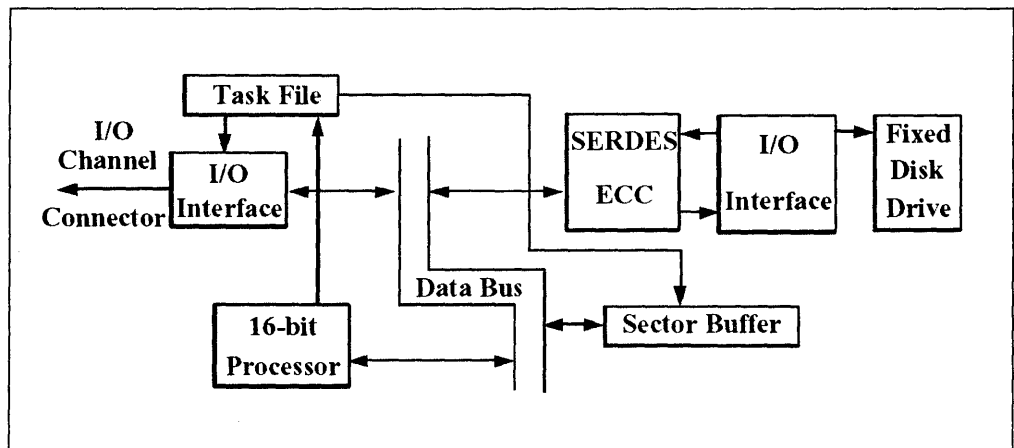 Task File
I/O
Channel
Connector
I/O
Interface
SERDES
ECC
I/O
Interface
Fixed
Disk
Drive
Data Bus
16-bit
Processor
Sector Buffer